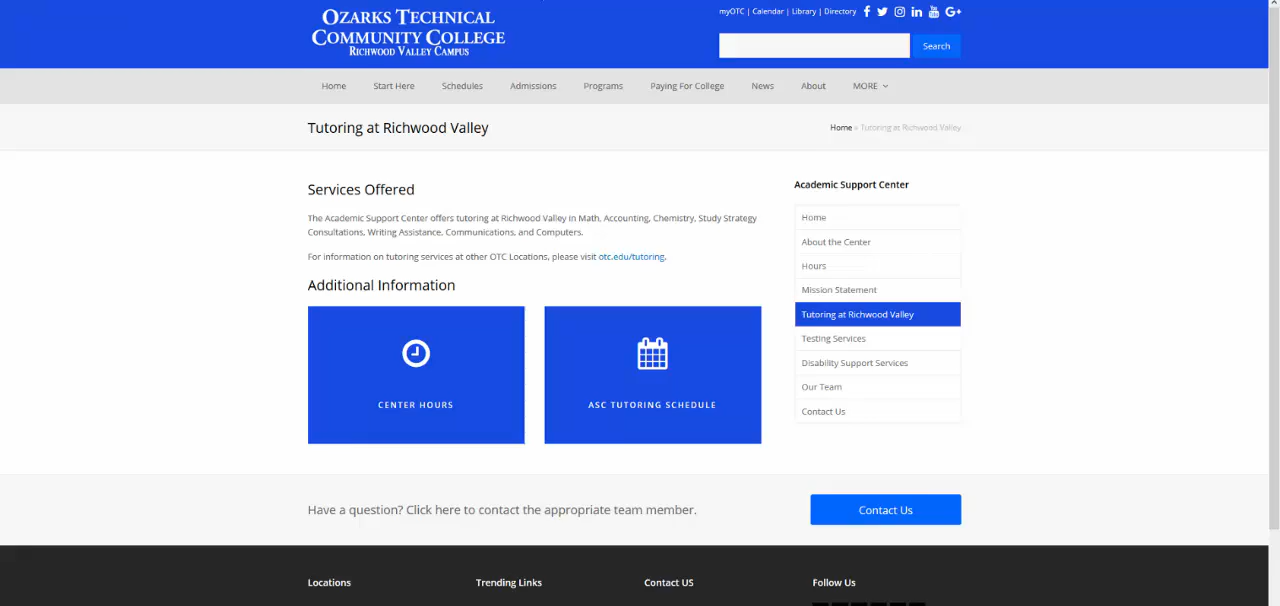 OZARKS TECHNICAL
COMMUNITY COLLEGE
RICHWOOD VALLEY CAMPUS
myOTC | Calendar | Library | Directory
Search
Home Start Here Schedules Admissions Programs Paying For College News About MORE
Tutoring at Richwood Valley
Home » Tutoring at Richwood Valley
Services Offered
The Academic Support Center offers tutoring at Richwood Valley in Math, Accounting, Chemistry, Study Strategy
Consultations, Writing Assistance, Communications, and Computers.
For information on tutoring services at other OTC Locations, please visit otc.edu/tutoring.
Additional Information
CENTER HOURS
ASC TUTORING SCHEDULE
Academic Support Center
Home
About the Center
Hours
Mission Statement
Tutoring at Richwood Valley
Testing Services
Disability Support Services
Our Team
Contact Us
Have a question? Click here to contact the appropriate team member.
Contact Us
Locations Trending Links Contact US Follow Us